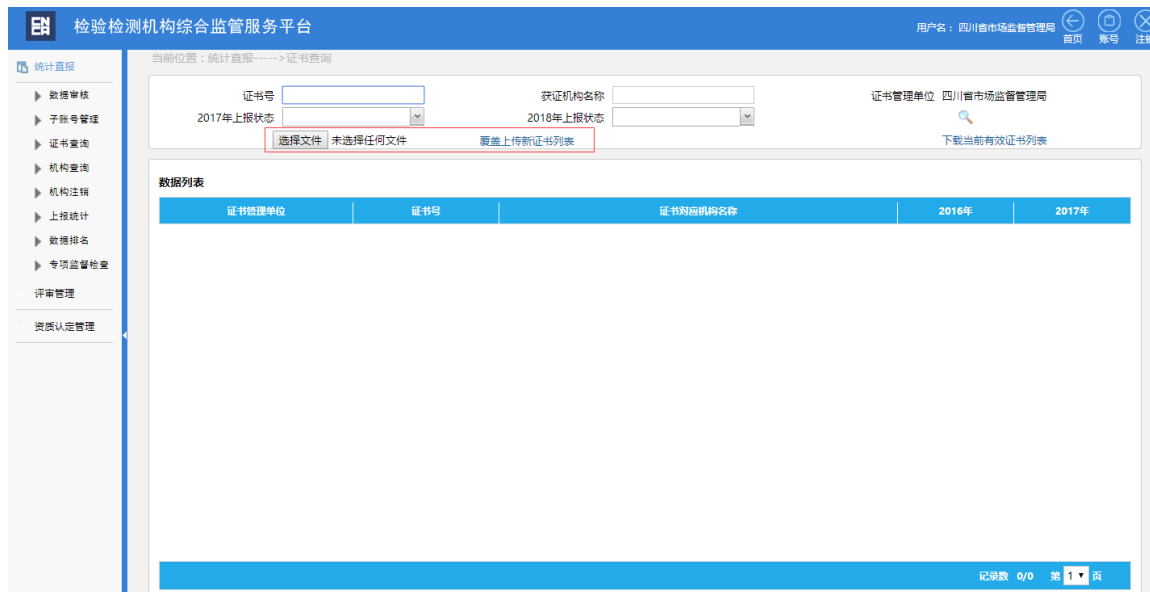 检验检测机构综合监管服务平台
用户名：四川省市场监督管理局
首页 账号 注销
统计直报
数据审核
子账号管理
证书查询
机构查询
机构注销
上报统计
数据排名
专项监督检查
评审管理
资质认定管理
当前位置：统计直报----->证书查询
证书号 获证机构名称 证书管理单位 四川省市场监督管理局
2017年上报状态 2018年上报状态
选择文件 未选择任何文件 覆盖上传新证书列表 下载当前有效证书列表
数据列表
证书管理单位 证书号 证书对应机构名称 2016年 2017年
记录数 0/0 第 1 页